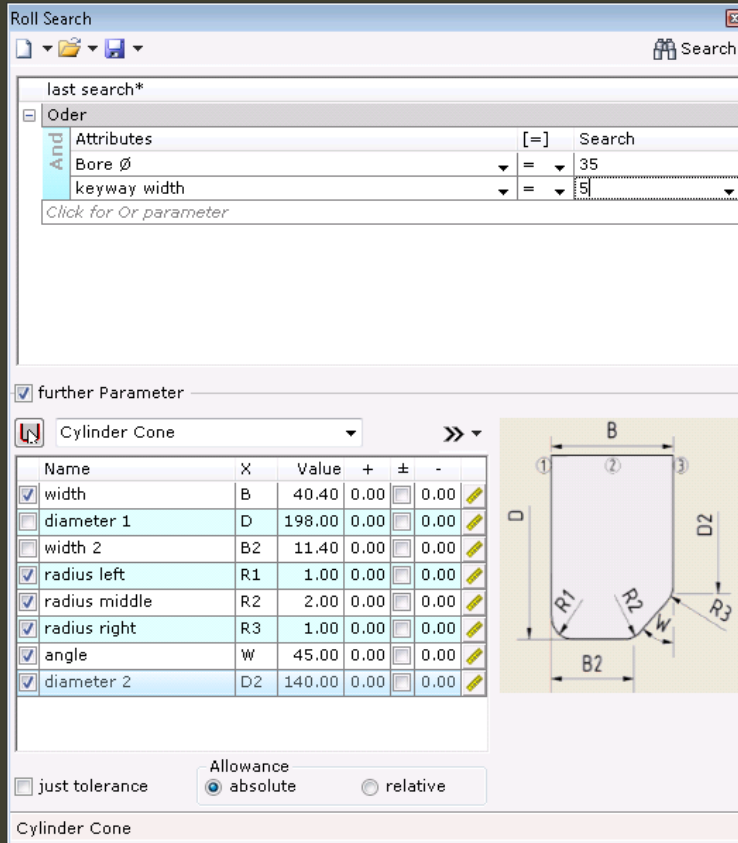 Roll Search
Search
last search*
Oder
And
Attributes [=] Search
Bore Ø = 35
keyway width = 5
Click for Or parameter
further Parameter
Cylinder Cone
Name X Value + ± -
width B 40.40 0.00 0.00
diameter 1 D 198.00 0.00 0.00
width 2 B2 11.40 0.00 0.00
radius left R1 1.00 0.00 0.00
radius middle R2 2.00 0.00 0.00
radius right R3 1.00 0.00 0.00
angle W 45.00 0.00 0.00
diameter 2 D2 140.00 0.00 0.00
B
1 2 3
D
D2
R1 R2 W R3
B2
Allowance
just tolerance absolute relative
Cylinder Cone